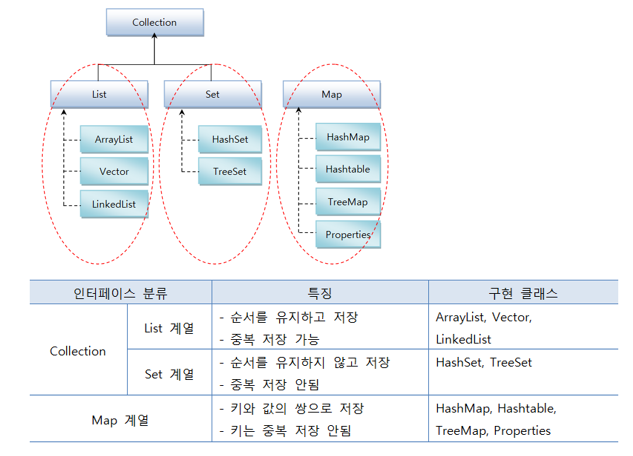 Collection
List
Set
Map
ArrayList
Vector
LinkedList
HashSet
TreeSet
HashMap
Hashtable
TreeMap
Properties
인터페이스 분류
특징
구현 클래스
Collection
List 계열
- 순서를 유지하고 저장
- 중복 저장 가능
ArrayList, Vector,
LinkedList
Set 계열
- 순서를 유지하지 않고 저장
- 중복 저장 안됨
HashSet, TreeSet
Map 계열
- 키와 값의 쌍으로 저장
- 키는 중복 저장 안됨
HashMap, Hashtable,
TreeMap, Properties